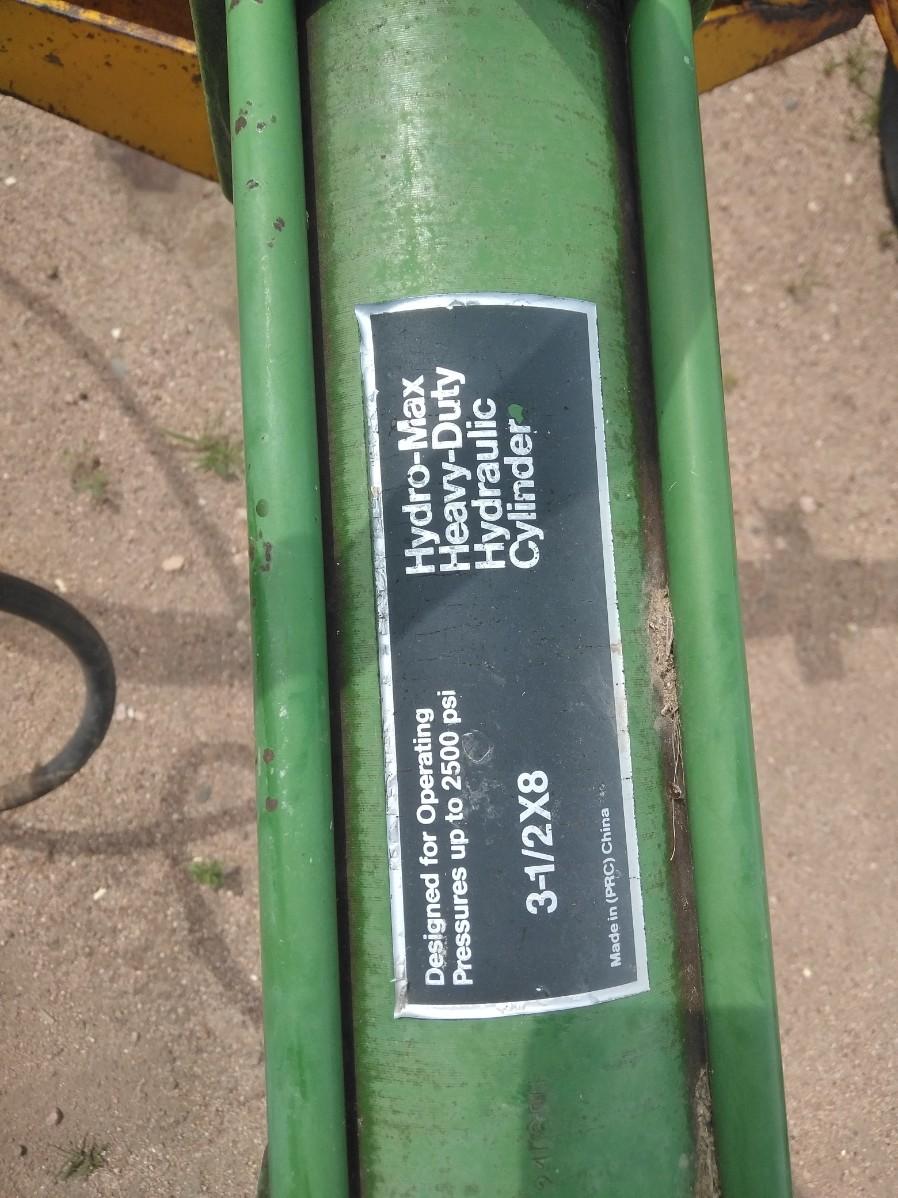 Designed for Operating
Pressures up to 2500 psi
3-1/2X8
Made in (PRC) China
Hydro-Max
Heavy-Duty
Hydraulic
Cylinder